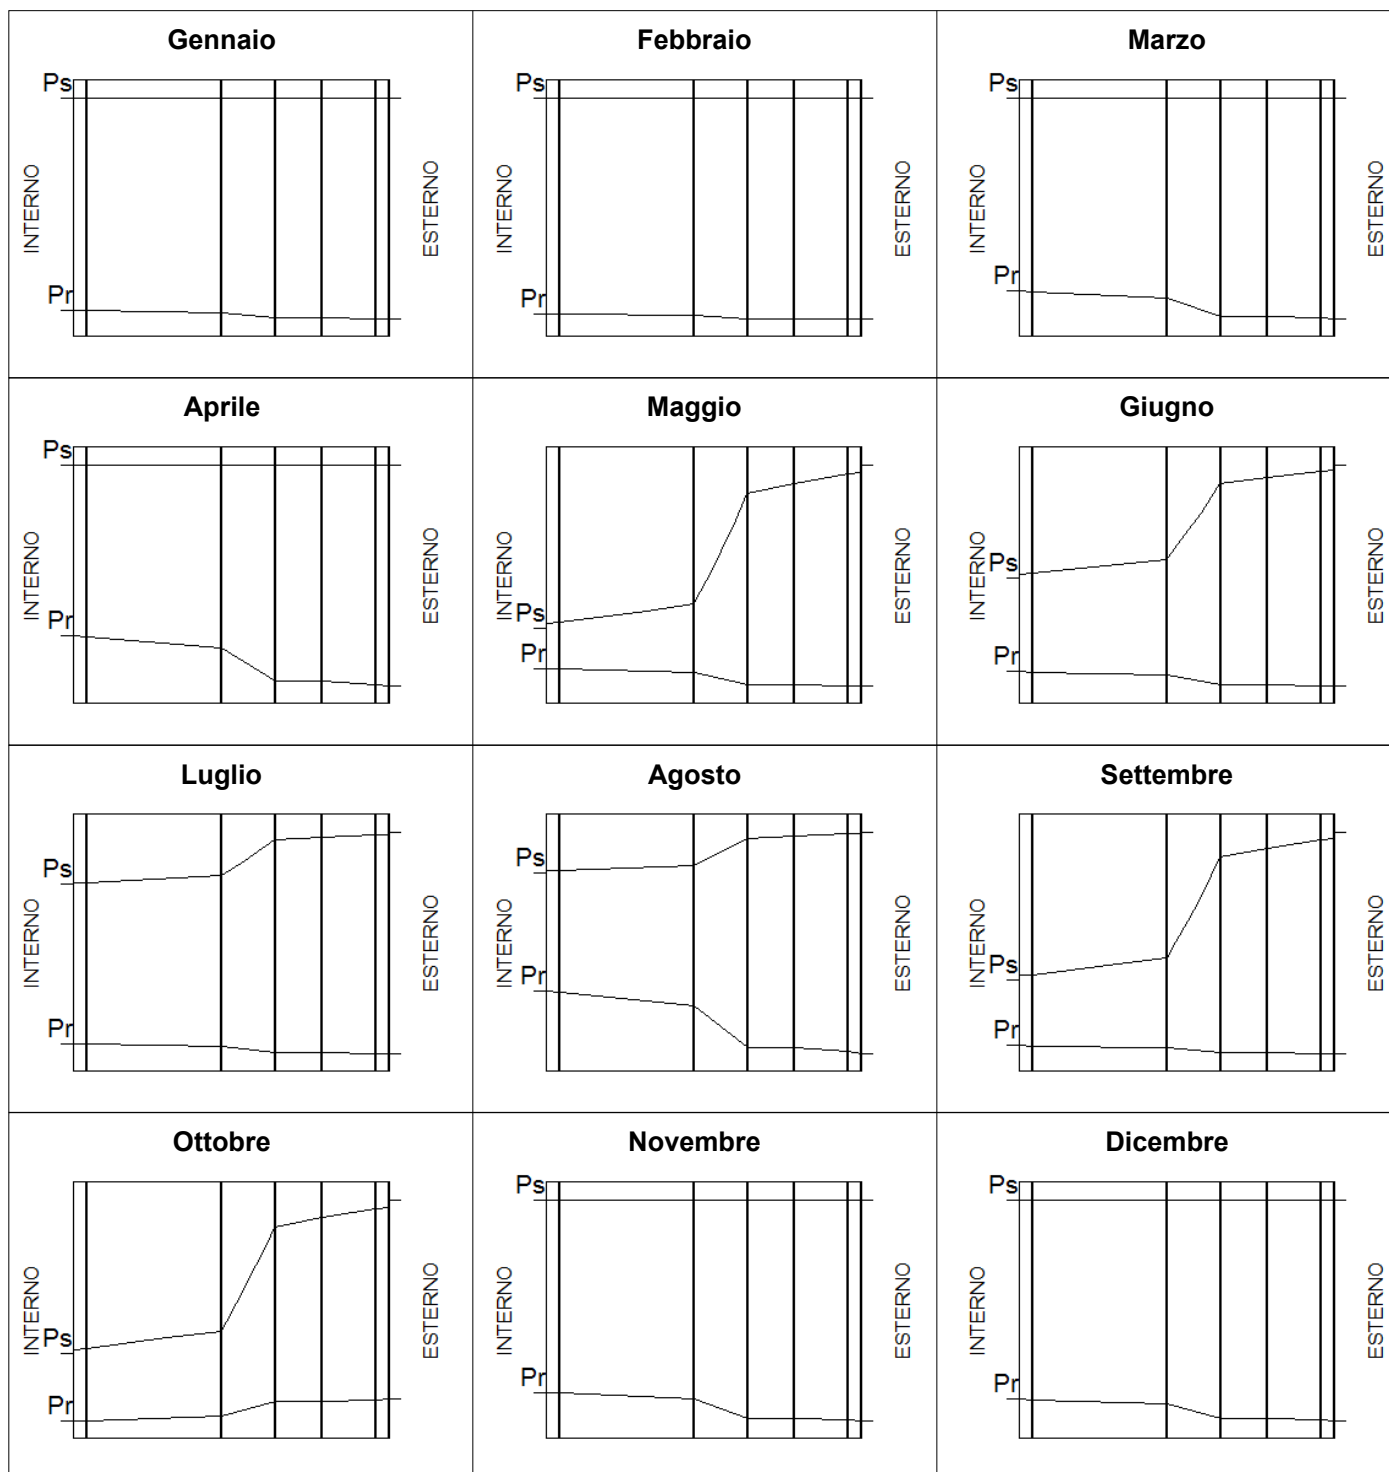 Gennaio
Ps
INTERNO
Pr
ESTERNO
Febbraio
Ps
INTERNO
Pr
ESTERNO
Marzo
Ps
INTERNO
Pr
ESTERNO
Aprile
Ps
INTERNO
Pr
ESTERNO
Maggio
INTERNO
Ps
Pr
ESTERNO
Giugno
INTERNO
Ps
Pr
ESTERNO
Luglio
Ps
INTERNO
Pr
ESTERNO
Agosto
Ps
INTERNO
Pr
ESTERNO
Settembre
INTERNO
Ps
Pr
ESTERNO
Ottobre
INTERNO
Ps
Pr
ESTERNO
Novembre
Ps
INTERNO
Pr
ESTERNO
Dicembre
Ps
INTERNO
Pr
ESTERNO